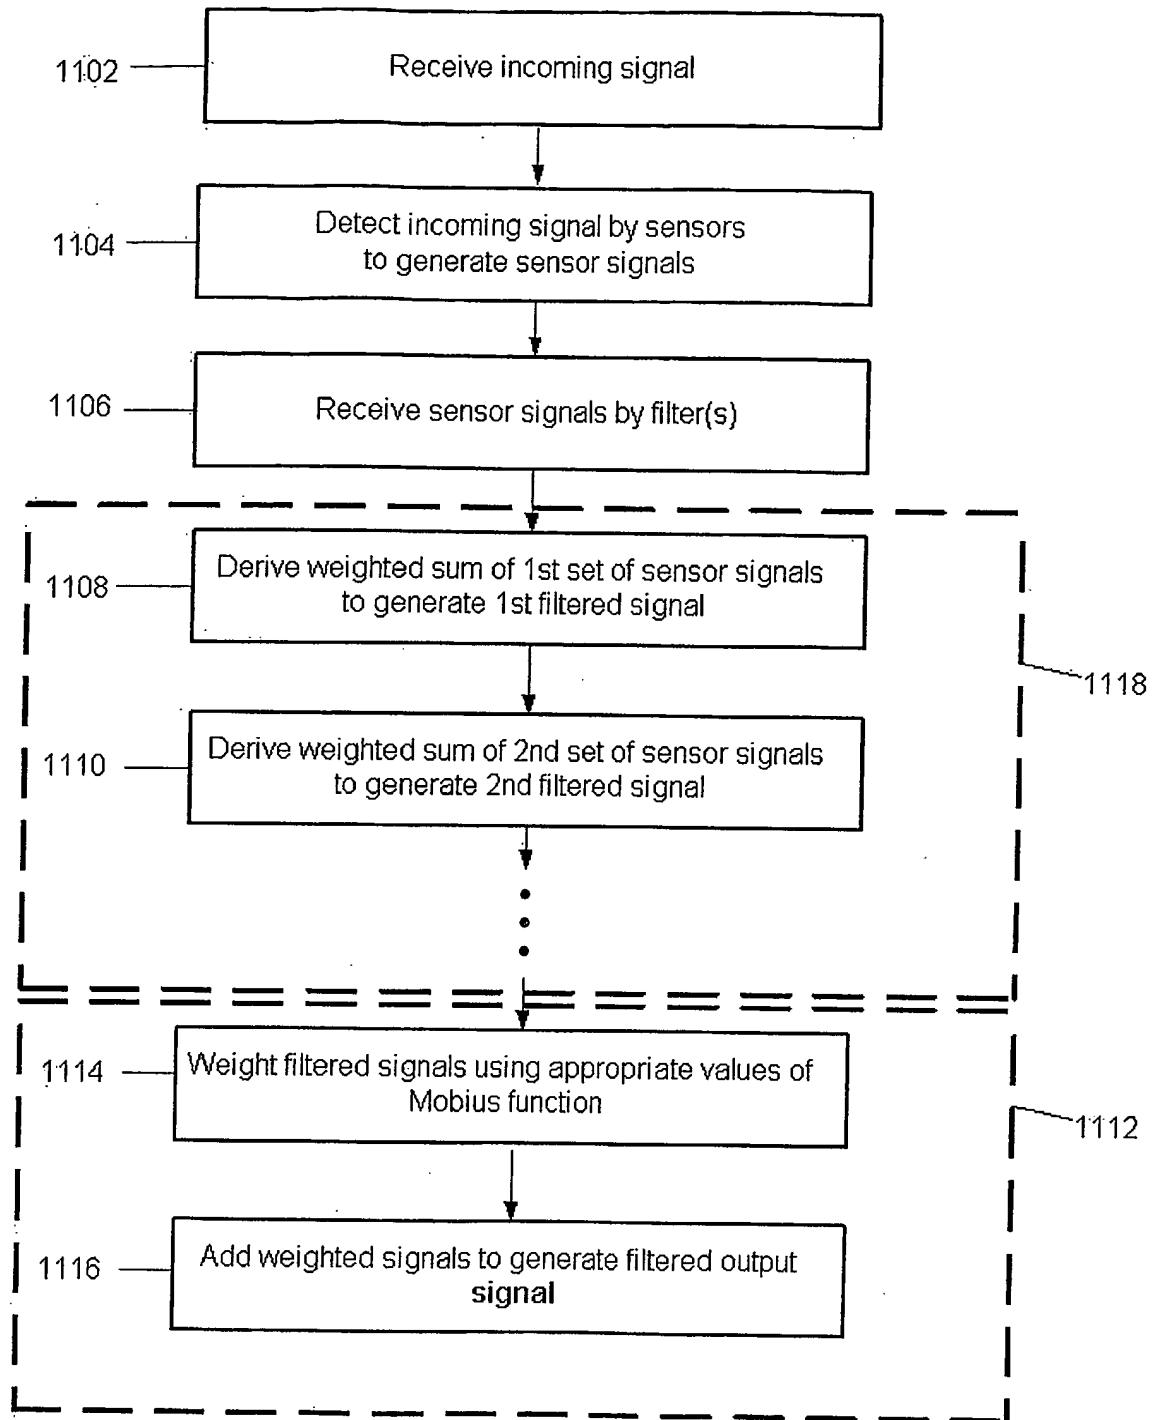 1102
Receive incoming signal
1104
Detect incoming signal by sensors
to generate sensor signals
1106
Receive sensor signals by filter(s)
1108
Derive weighted sum of 1st set of sensor signals
to generate 1st filtered signal
1118
1110
Derive weighted sum of 2nd set of sensor signals
to generate 2nd filtered signal
1114
Weight filtered signals using appropriate values of
Mobius function
1112
1116
Add weighted signals to generate filtered output
signal